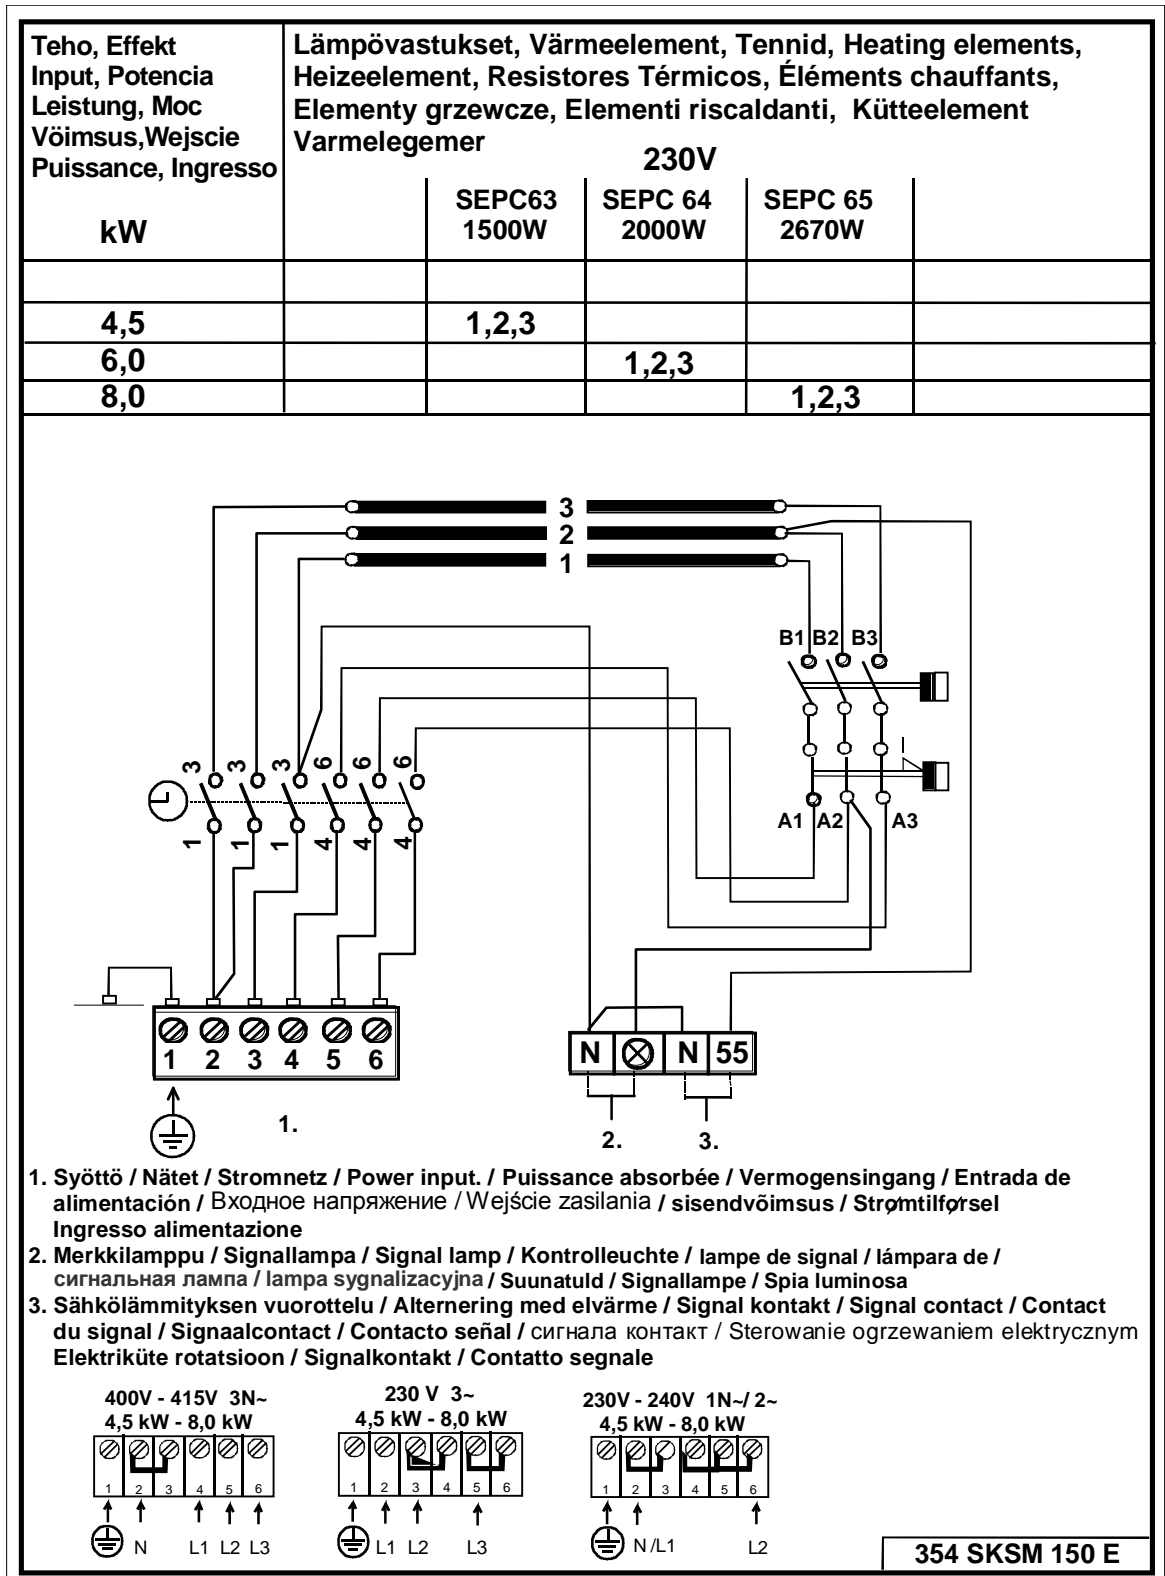 Teho, Effekt
Input, Potencia
Leistung, Moc
Vöimsus,Wejscie
Puissance, Ingresso
kW
Lämpövastukset, Värmeelement, Tennid, Heating elements,
Heizeelement, Resistores Térmicos, Éléments chauffants,
Elementy grzewcze, Elementi riscaldanti, Kütteelement
Varmelegemer
230V
SEPC63 SEPC 64 SEPC 65
1500W 2000W 2670W
4,5 1,2,3
6,0 1,2,3
8,0 1,2,3
3
2
1
B1 B2 B3
3 3 3 6 6 6
1 1 1 4 4 4
A1 A2 A3
1 2 3 4 5 6
N N 55
1.
2. 3.
1. Syöttö / Nätet / Stromnetz / Power input. / Puissance absorbée / Vermogensingang / Entrada de
alimentación / Входное напряжение / Wejście zasilania / sisendvõimsus / Strømtilførsel
Ingresso alimentazione
2. Merkkilamppu / Signallampa / Signal lamp / Kontrolleuchte / lampe de signal / lámpara de /
сигнальная лампа / lampa sygnalizacyjna / Suunatuld / Signallampe / Spia luminosa
3. Sähkölämmityksen vuorottelu / Alternering med elvärme / Signal kontakt / Signal contact / Contact
du signal / Signaalcontact / Contacto señal / сигнала контакт / Sterowanie ogrzewaniem elektrycznym
Elektriküte rotatsioon / Signalkontakt / Contatto segnale
400V - 415V 3N~
4,5 kW - 8,0 kW
1 2 3 4 5 6
N L1 L2 L3
230 V 3~
4,5 kW - 8,0 kW
1 2 3 4 5 6
L1 L2 L3
230V - 240V 1N~/ 2~
4,5 kW - 8,0 kW
1 2 3 4 5 6
N /L1 L2
354 SKSM 150 E